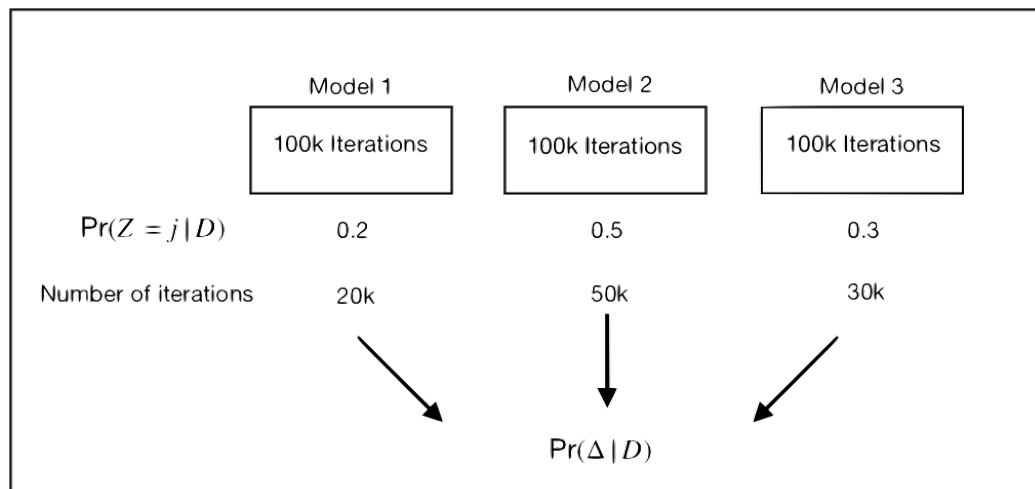 Model 1 Model 2 Model 3
100k Iterations 100k Iterations 100k Iterations
Pr(Z = j | D) 0.2 0.5 0.3
Number of iterations 20k 50k 30k
Pr(Δ | D)